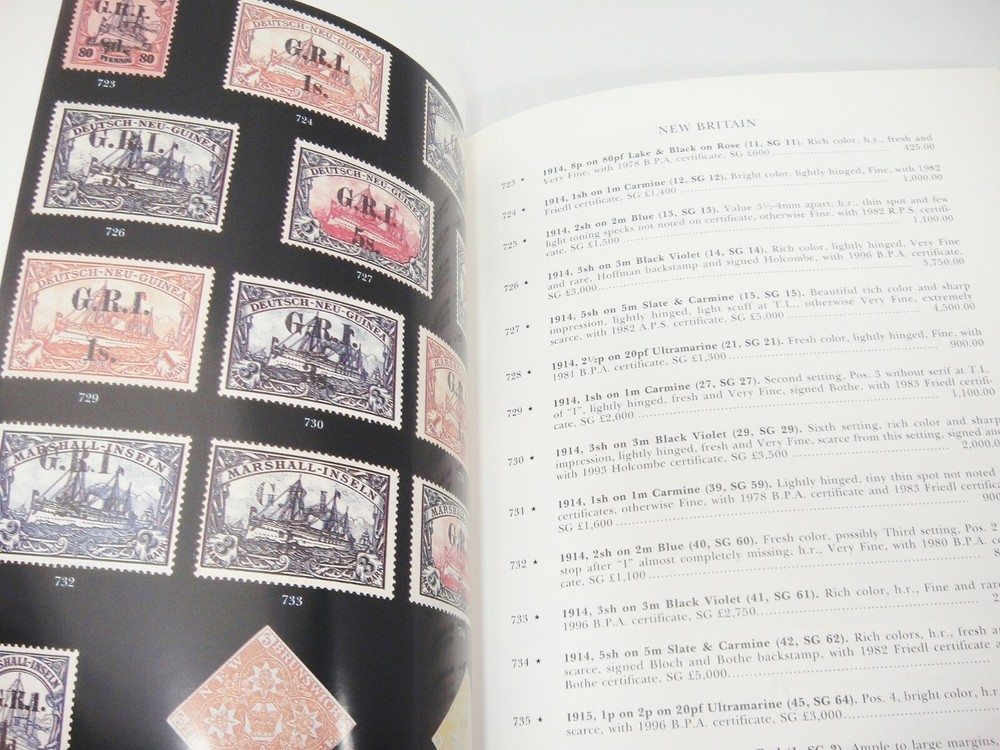 G.R.I.
8d.
80 80
PFENNIG
723
DEUTSCH-NEU-GUINEA
G.R.I.
1s.
724
DEUTSCH-NEU-GUINEA
G.R.I.
3s.
726
DEUTSCH-NEU-GUINEA
G.R.I.
5s.
727
DEUTSCH-NEU-GUINEA
G.R.I.
1s.
729
DEUTSCH-NEU-GUINEA
G.R.I.
3s.
730
MARSHALL-INSELN
G.R.I
732
MARSHALL-INSELN
G.R.I.
733
MARSHALL-INSELN
G.R.I.
NEW BRUNSWICK
NEW BRITAIN
723 ★ 1914, 8p on 80pf Lake & Black on Rose (11, SG 11). Rich color, h.r., fresh and
Very Fine, with 1978 B.P.A. certificate, SG £600 425.00
724 ★ 1914, 1sh on 1m Carmine (12, SG 12). Bright color, lightly hinged, Fine, with 1982
Friedl certificate, SG £1,400 1,000.00
725 ★ 1914, 2sh on 2m Blue (13, SG 13). Value 3½-4mm apart, h.r., thin spot and few
light toning specks not noted on certificate, otherwise Fine, with 1982 R.P.S. certifi-
cate, SG £1,500 1,100.00
726 ★ 1914, 3sh on 3m Black Violet (14, SG 14). Rich color, lightly hinged, Very Fine
and rare, Hoffman backstamp and signed Holcombe, with 1996 B.P.A. certificate,
SG £3,000 3,750.00
727 ★ 1914, 5sh on 5m Slate & Carmine (15, SG 15). Beautiful rich color and sharp
impression, lightly hinged, light scuff at T.L., otherwise Very Fine, extremely
scarce, with 1982 A.P.S. certificate, SG £5,000 4,500.00
728 ★ 1914, 2½p on 20pf Ultramarine (21, SG 21). Fresh color, lightly hinged, Fine, with
1981 B.P.A. certificate, SG £1,300 900.00
729 ★ 1914, 1sh on 1m Carmine (27, SG 27). Second setting, Pos. 3 without serif at T.L.
of "1", lightly hinged, fresh and Very Fine, signed Bothe, with 1983 Friedl certifi-
cate, SG £2,000 1,100.00
730 ★ 1914, 3sh on 3m Black Violet (29, SG 29). Sixth setting, rich color and sharp
impression, lightly hinged, fresh and Very Fine, scarce from this setting, signed and
with 1993 Holcombe certificate, SG £3,500 2,000.0
731 ★ 1914, 1sh on 1m Carmine (39, SG 59). Lightly hinged, tiny thin spot not noted
certificates, otherwise Fine, with 1978 B.P.A. certificate and 1983 Friedl certific
SG £1,600 900
732 ★ 1914, 2sh on 2m Blue (40, SG 60). Fresh color, possibly Third setting, Pos. 2
stop after "I" almost completely missing, h.r., Very Fine, with 1980 B.P.A. c
cate, SG £1,100 8
733 ★ 1914, 3sh on 3m Black Violet (41, SG 61). Rich color, h.r., Fine and rare
1996 B.P.A. certificate, SG £2,750 2
734 ★ 1914, 5sh on 5m Slate & Carmine (42, SG 62). Rich colors, h.r., fresh a
scarce, signed Bloch and Bothe backstamp, with 1982 Friedl certificate a
Bothe certificate, SG £5,000
735 ★ 1915, 1p on 2p on 20pf Ultramarine (45, SG 64). Pos. 4, bright color, h.r
scarce, with 1996 B.P.A. certificate, SG £3,000
Ample to large margins,